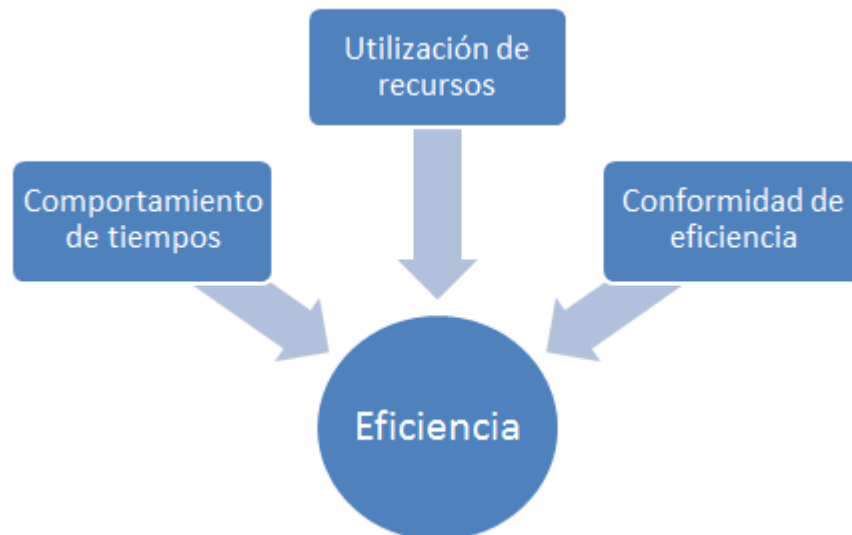 Utilización de
recursos
Comportamiento
de tiempos
Conformidad de
eficiencia
Eficiencia